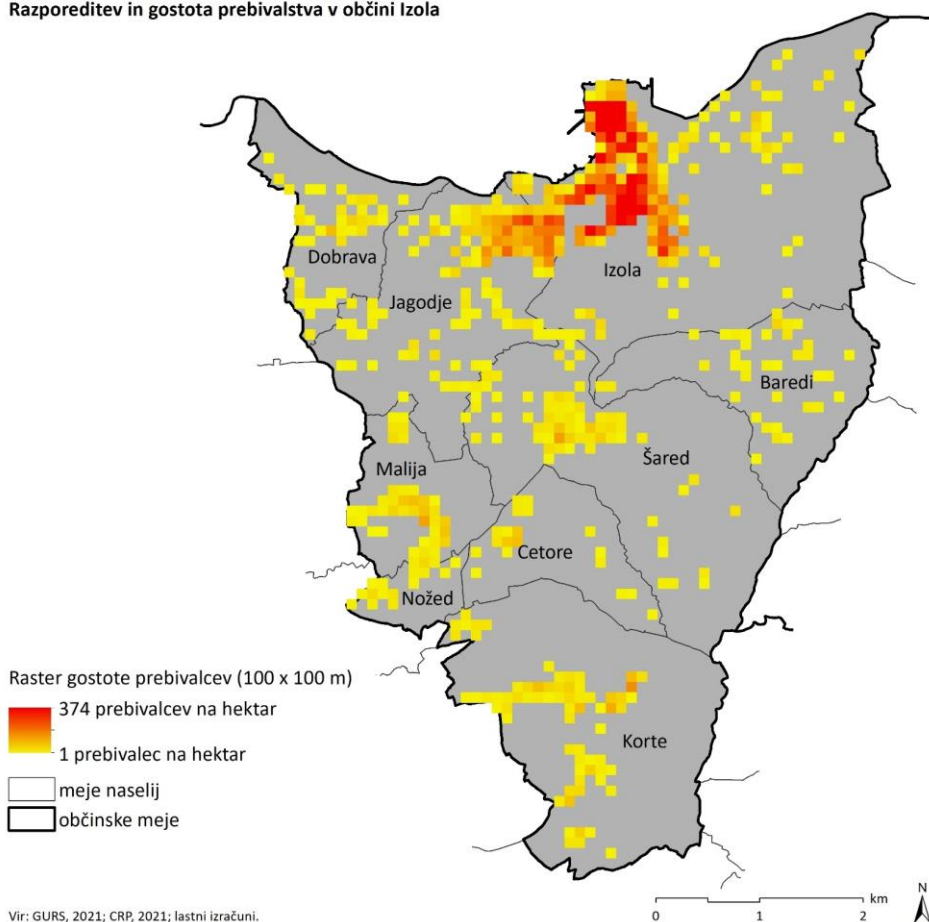 Razporeditev in gostota prebivalstva v občini Izola
Dobrava
Jagodje
Izola
Baredi
Šared
Malija
Cetore
Nožed
Korte
Raster gostote prebivalcev (100 x 100 m)
374 prebivalcev na hektar
1 prebivalec na hektar
meje naselij
občinske meje
Vir: GURS, 2021; CRP, 2021; lastni izračuni.
km
0 1 2
N